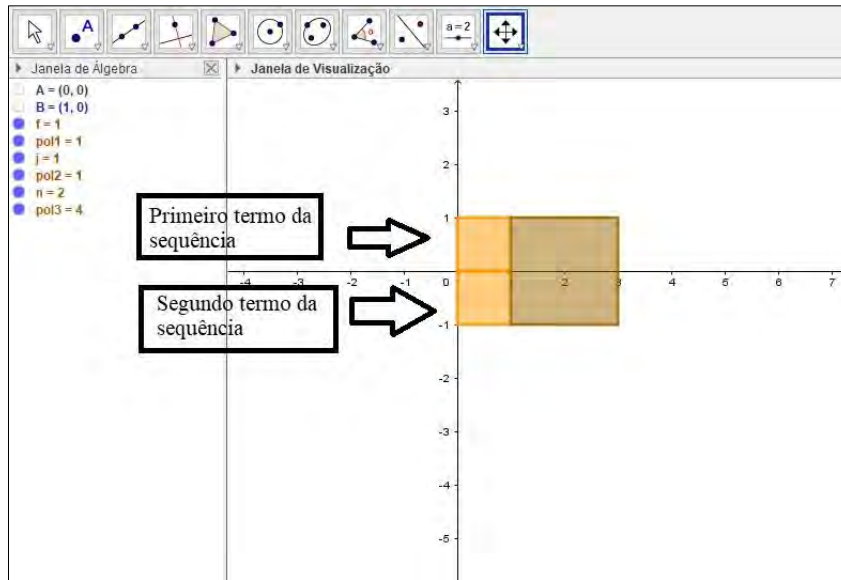 A
a = 2
Janela de Álgebra
Janela de Visualização
A = (0, 0)
B = (1, 0)
f = 1
pol1 = 1
j = 1
pol2 = 1
n = 2
pol3 = 4
Primeiro termo da
sequência
Segundo termo da
sequência
3
2
1
-4 -3 -2 -1 0 2 3 4 5 6 7
-1
-2
-3
-4
-5